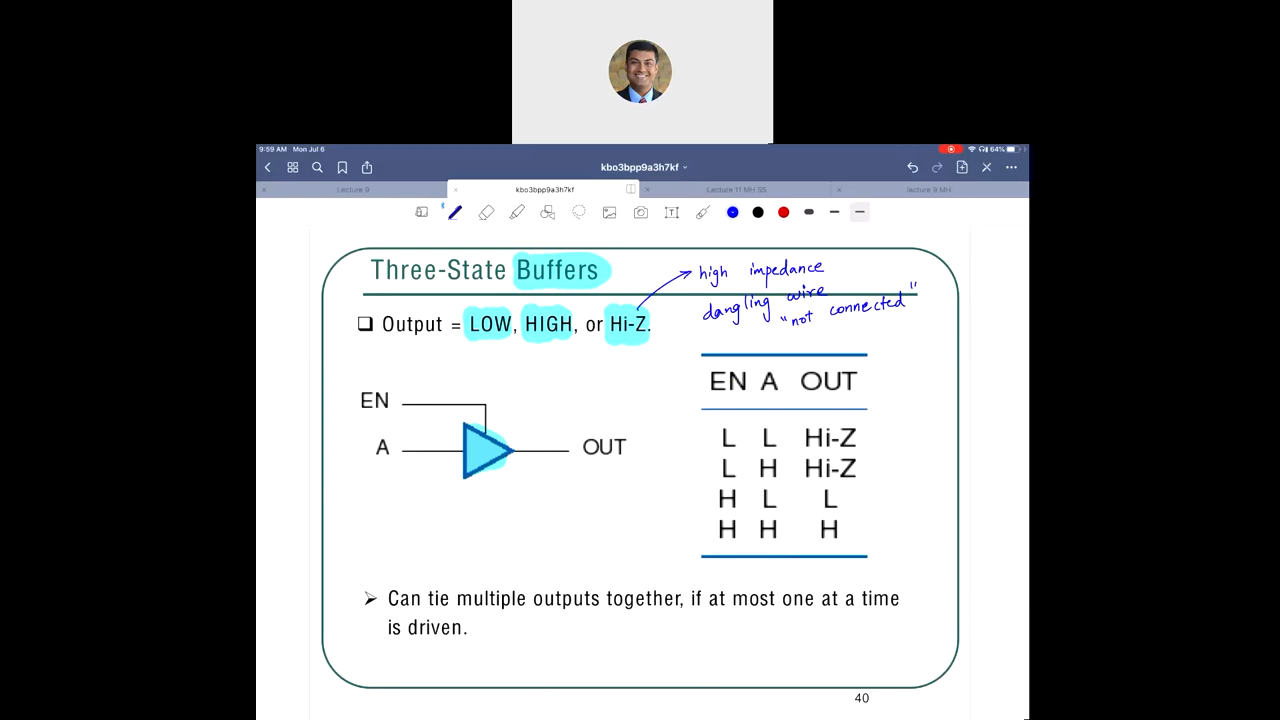 9:59 AM Mon Jul 6
64%
kbo3bpp9a3h7kf
Lecture 9
kbo3bpp9a3h7kf
Lecture 11 MH S5
lecture 9 MH
Three-State Buffers
high impedance
dangling wire
"not connected"
Output = LOW, HIGH, or Hi-Z.
EN A OUT
EN
A
OUT
L L Hi-Z
L H Hi-Z
H L L
H H H
Can tie multiple outputs together, if at most one at a time
is driven.
40